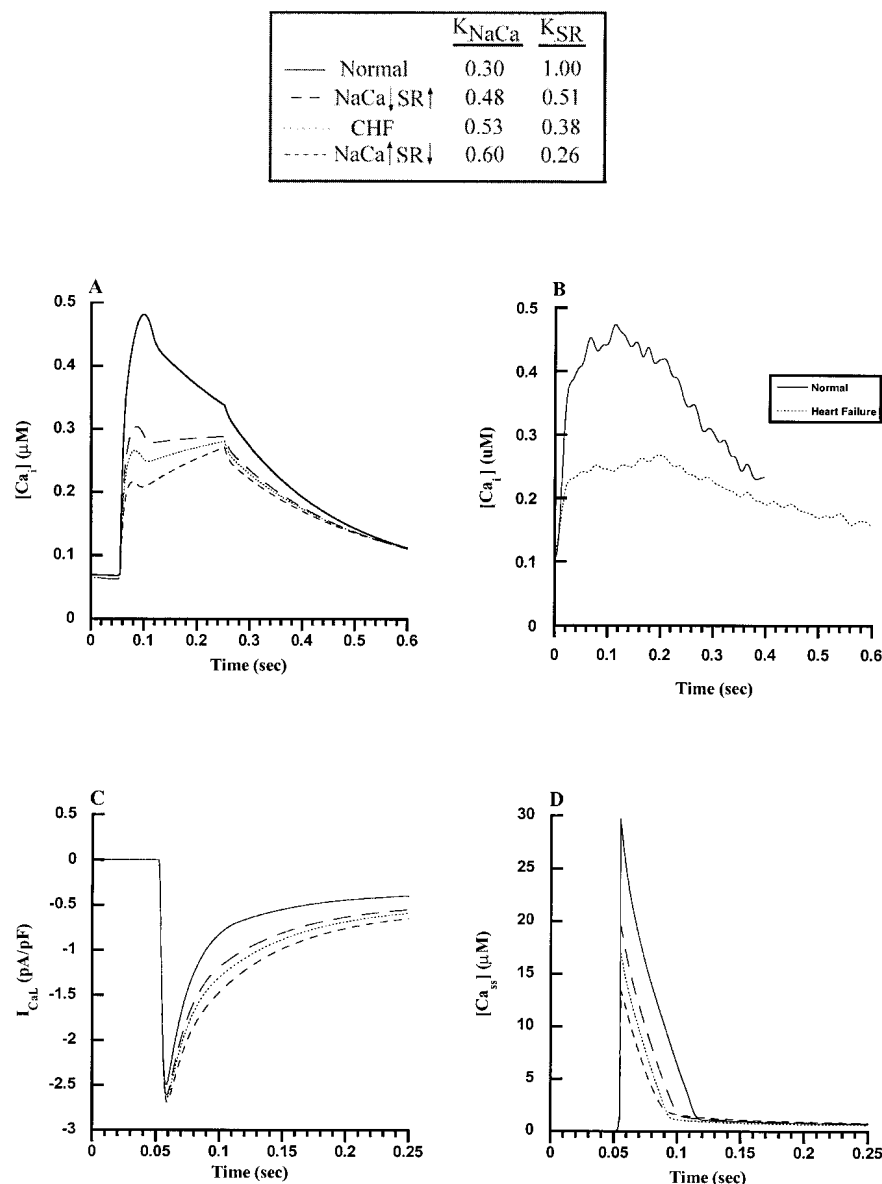 K_NaCa K_SR
Normal 0.30 1.00
NaCa↓SR↑ 0.48 0.51
CHF 0.53 0.38
NaCa↑SR↓ 0.60 0.26
A
0.5
0.4
0.3
0.2
0.1
0
[Ca_i] (μM)
0 0.1 0.2 0.3 0.4 0.5 0.6
Time (sec)
B
0.5
0.4
0.3
0.2
0.1
0
[Ca_i] (uM)
Normal
Heart Failure
0 0.1 0.2 0.3 0.4 0.5 0.6
Time (sec)
C
0.5
0
-0.5
-1
-1.5
-2
-2.5
-3
I_CaL (pA/pF)
0 0.05 0.1 0.15 0.2 0.25
Time (sec)
D
30
25
20
15
10
5
0
[Ca_ss] (μM)
0 0.05 0.1 0.15 0.2 0.25
Time (sec)